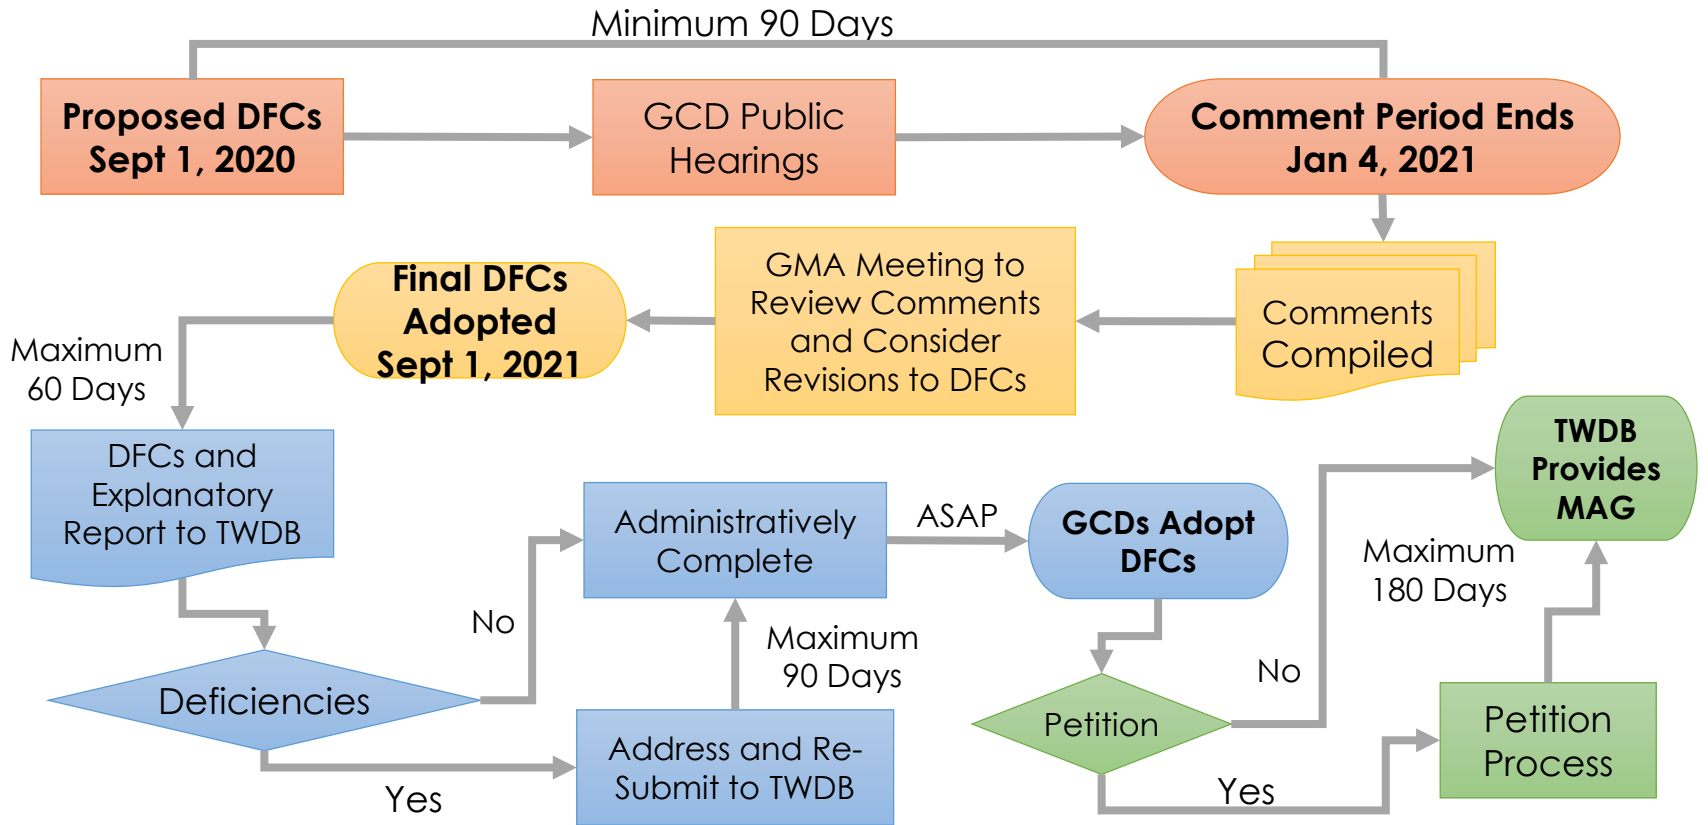 Minimum 90 Days
Proposed DFCs
Sept 1, 2020
GCD Public
Hearings
Comment Period Ends
Jan 4, 2021
Final DFCs
Adopted
Sept 1, 2021
GMA Meeting to
Review Comments
and Consider
Revisions to DFCs
Comments
Compiled
Maximum
60 Days
DFCs and
Explanatory
Report to TWDB
Administratively
Complete
ASAP
GCDs Adopt
DFCs
TWDB
Provides
MAG
Maximum
180 Days
No
Maximum
90 Days
Deficiencies
Yes
Address and Re-
Submit to TWDB
Petition
No
Yes
Petition
Process